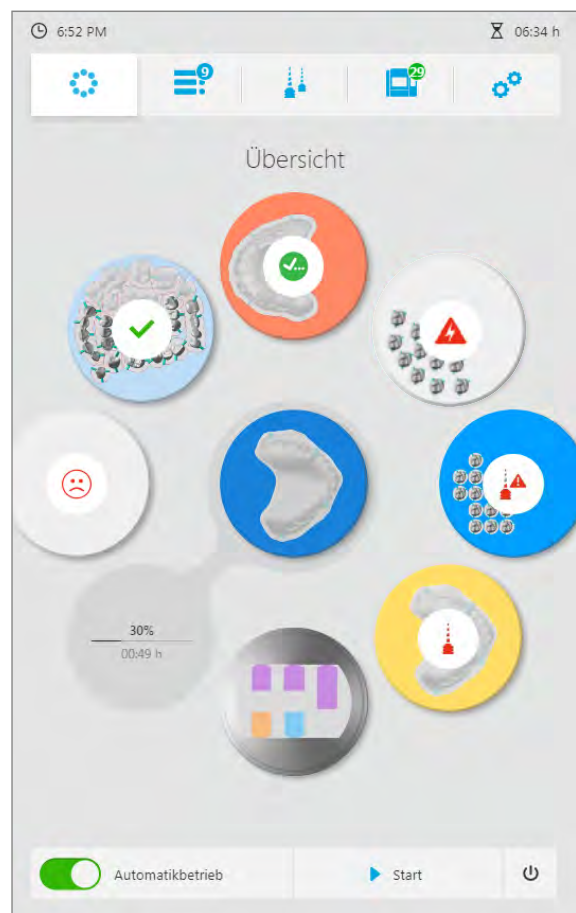 6:52 PM
06:34 h
9
29
Übersicht
30%
00:49 h
Automatikbetrieb
Start